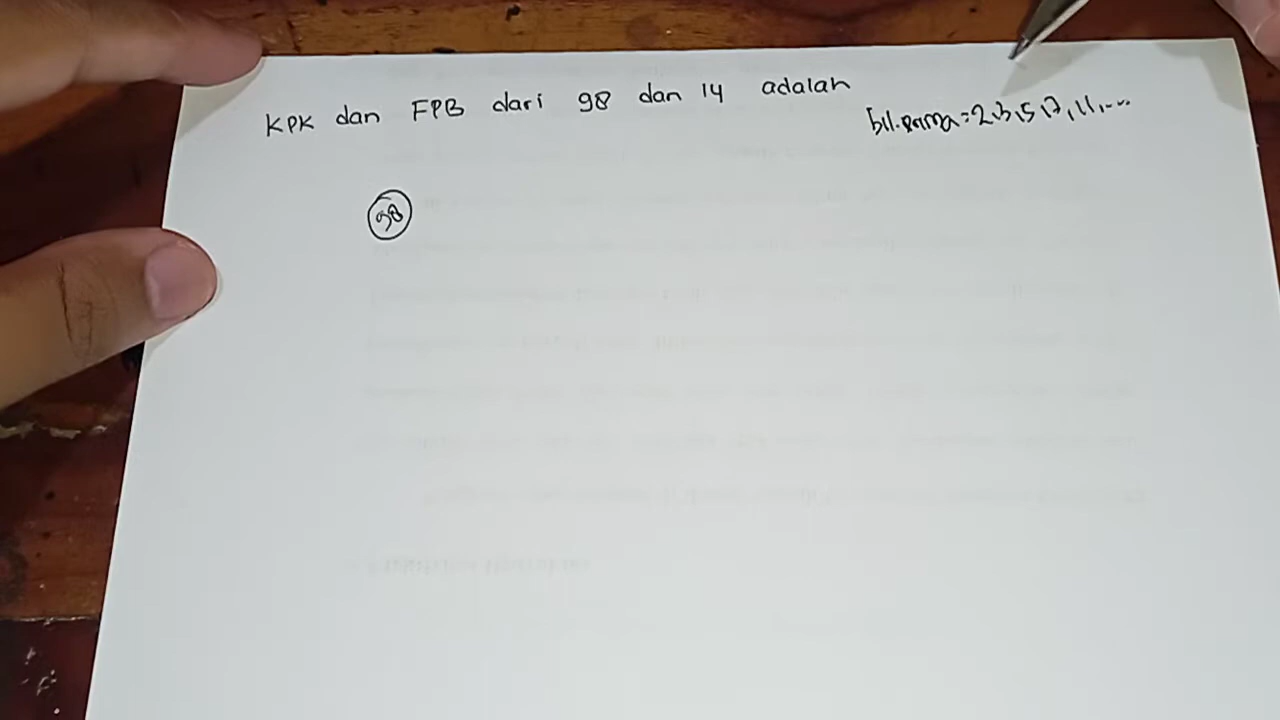 KPK dan FPB dari 98 dan 14 adalah
bil.prima=2,3,5,7,11,...
98